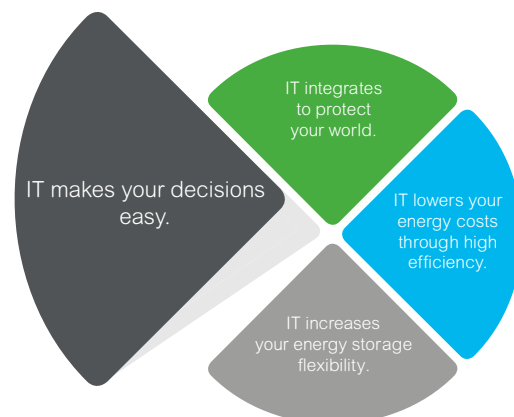 IT makes your decisions
easy.
IT integrates
to protect
your world.
IT lowers your
energy costs
through high
efficiency.
IT increases
your energy storage
flexibility.